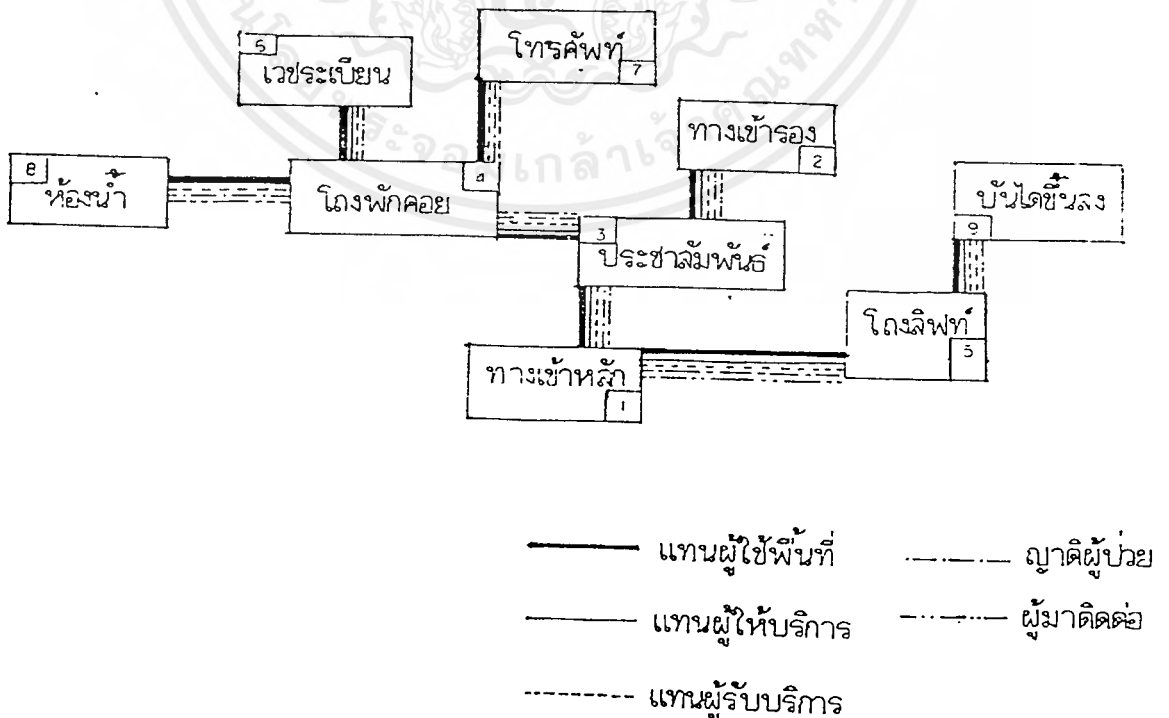 5
เวชระเบียน
โทรศัพท์
7
ทางเข้ารอง
2
8
ห้องน้ำ
4
โถงพักคอย
3
ประชาสัมพันธ์
บันไดขึ้นลง
9
โถงลิฟท์
5
ทางเข้าหลัก
1
แทนผู้ใช้พื้นที่
ญาติผู้ป่วย
แทนผู้ให้บริการ
ผู้มาติดต่อ
แทนผู้รับบริการ